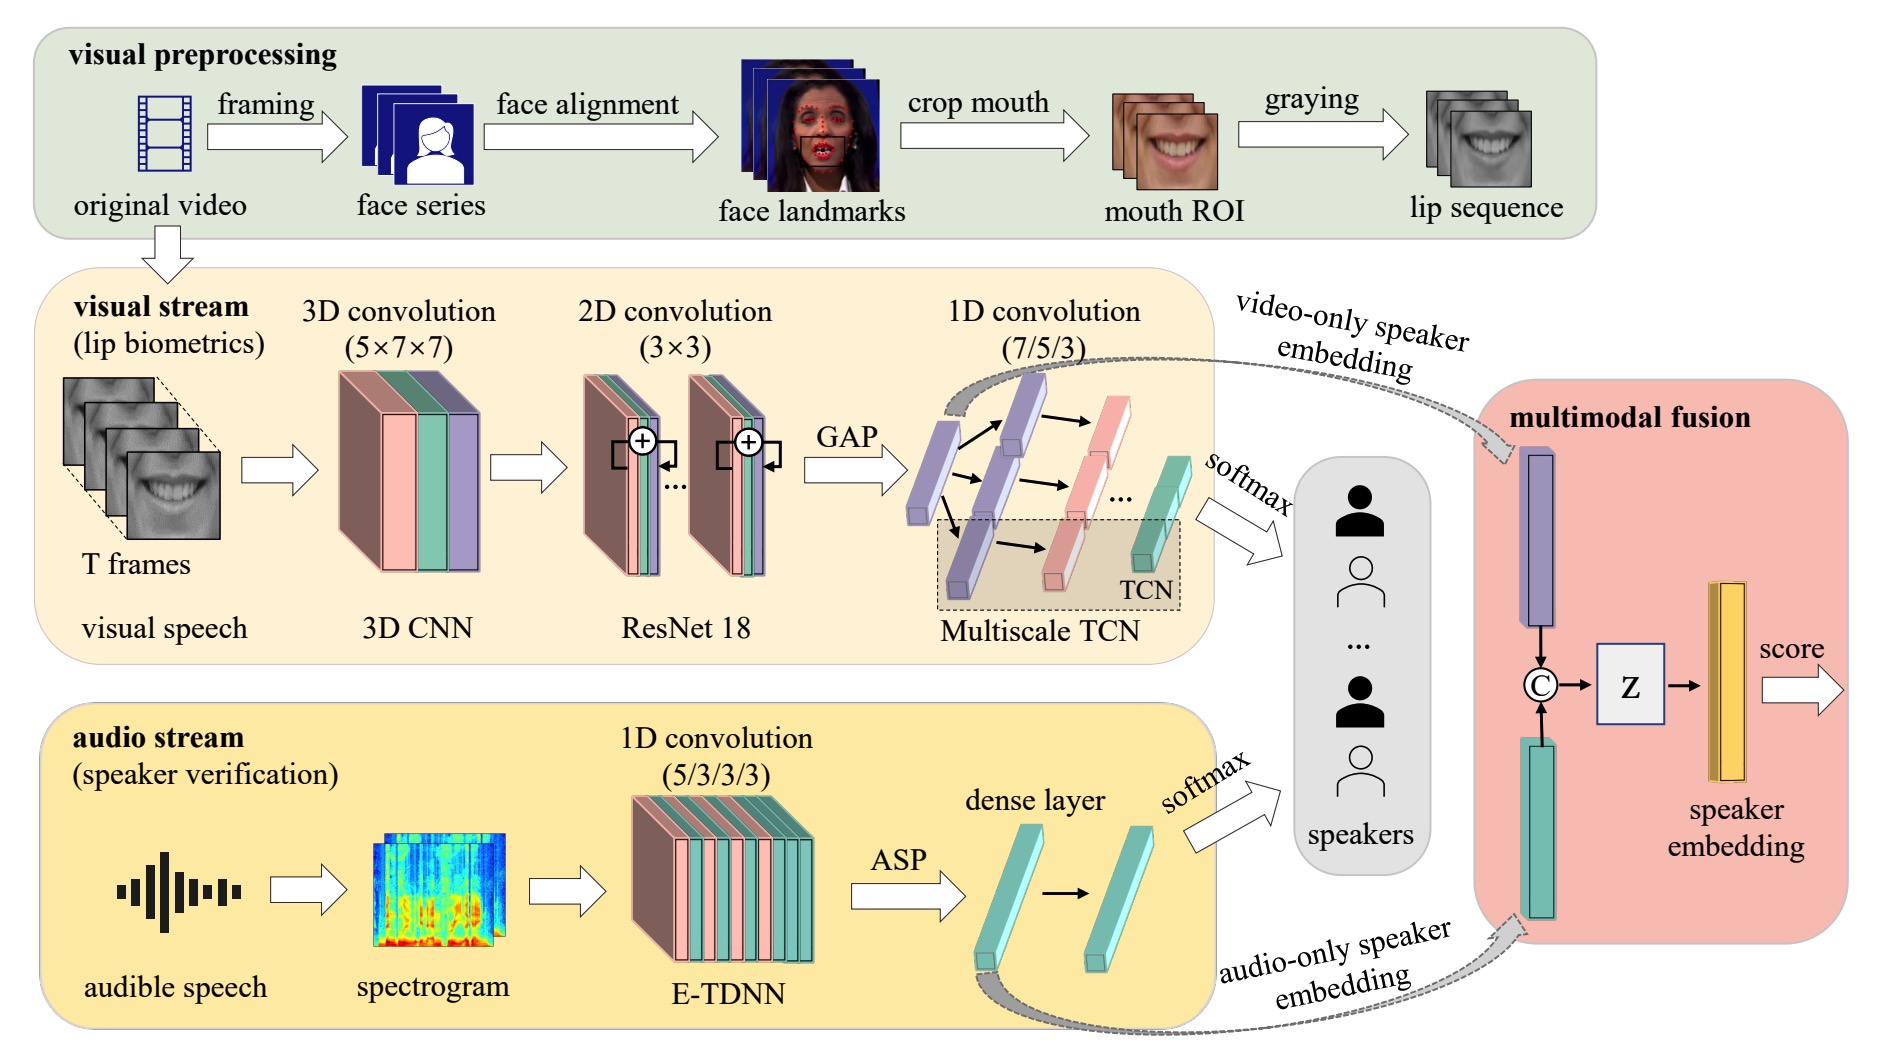 visual preprocessing
framing
face alignment
crop mouth
graying
original video
face series
face landmarks
mouth ROI
lip sequence
visual stream
(lip biometrics)
3D convolution
(5×7×7)
2D convolution
(3×3)
1D convolution
(7/5/3)
GAP
...
...
TCN
T frames
visual speech
3D CNN
ResNet 18
Multiscale TCN
softmax
video-only speaker
embedding
audio stream
(speaker verification)
1D convolution
(5/3/3/3)
dense layer
ASP
audible speech
spectrogram
E-TDNN
softmax
...
speakers
audio-only speaker
embedding
multimodal fusion
C
z
score
speaker
embedding